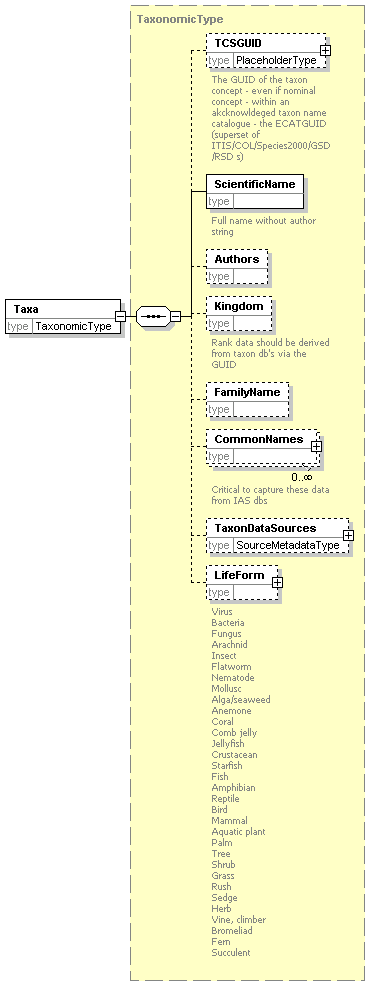 TaxonomicType
TCSGUID
type PlaceholderType
The GUID of the taxon
concept - even if nominal
concept - within an
akcknowldeged taxon name
catalogue - the ECATGUID
(superset of
ITIS/COL/Species2000/GSD
/RSD s)
ScientificName
type
Full name without author
string
Authors
type
Taxa
type TaxonomicType
Kingdom
type
Rank data should be derived
from taxon db's via the
GUID
FamilyName
type
CommonNames
type
0..∞
Critical to capture these data
from IAS dbs
TaxonDataSources
type SourceMetadataType
LifeForm
type
Virus
Bacteria
Fungus
Arachnid
Insect
Flatworm
Nematode
Mollusc
Alga/seaweed
Anemone
Coral
Comb jelly
Jellyfish
Crustacean
Starfish
Fish
Amphibian
Reptile
Bird
Mammal
Aquatic plant
Palm
Tree
Shrub
Grass
Rush
Sedge
Herb
Vine, climber
Bromeliad
Fern
Succulent